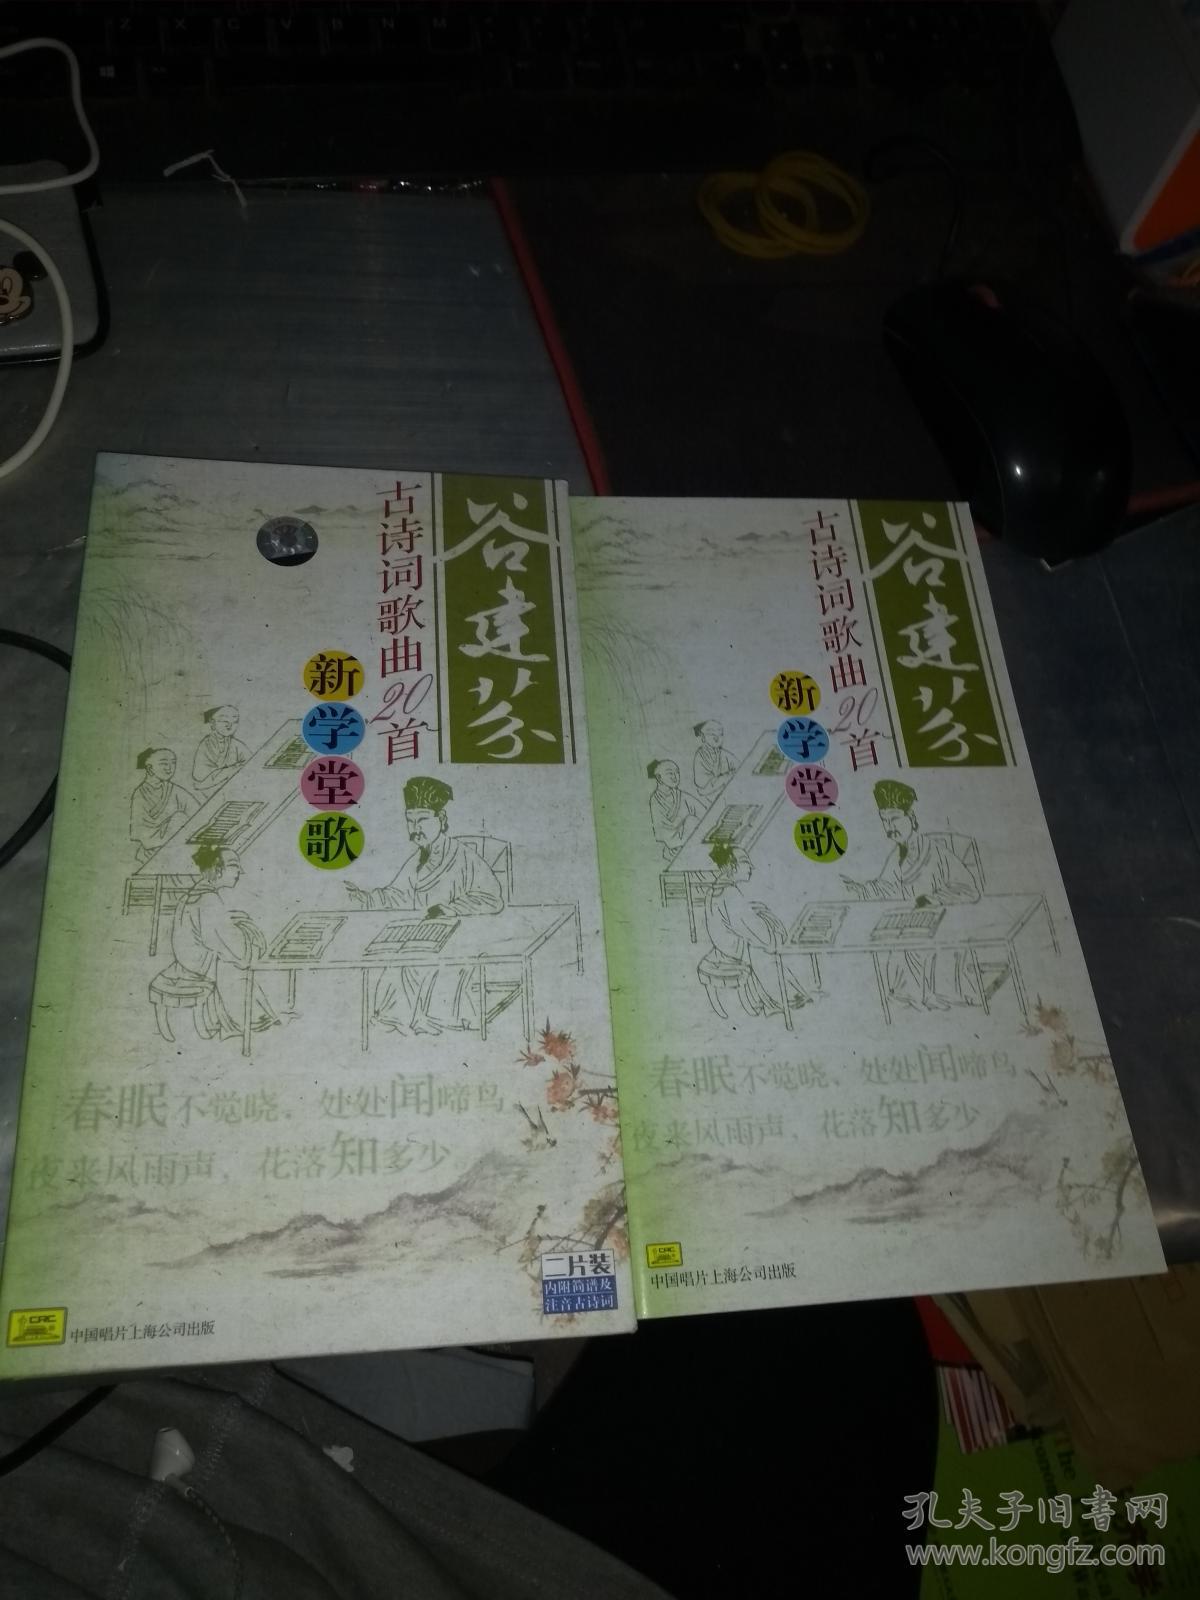 Z X C V B N M
谷建芬
古诗词歌曲20首
新学堂歌
春眠不觉晓，处处闻啼鸟，
夜来风雨声，花落知多少。
二片装
内附简谱及
注音古诗词
CRC
中国唱片上海公司出版
谷建芬
古诗词歌曲20首
新学堂歌
春眠不觉晓，处处闻啼鸟
夜来风雨声，花落知多少
CRC
中国唱片上海公司出版
The
孔夫子旧书网
www.kongfz.com